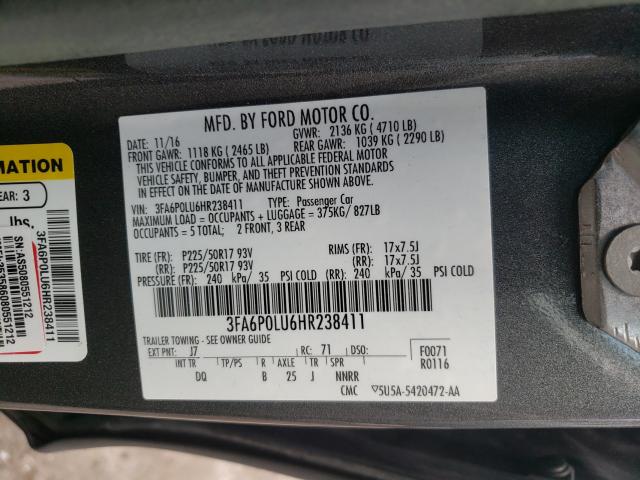 MFD. BY FORD MOTOR CO.
DATE: 11/16 GVWR: 2136 KG ( 4710 LB)
FRONT GAWR: 1118 KG ( 2465 LB) REAR GAWR: 1039 KG ( 2290 LB)
THIS VEHICLE CONFORMS TO ALL APPLICABLE FEDERAL MOTOR
VEHICLE SAFETY, BUMPER, AND THEFT PREVENTION STANDARDS
IN EFFECT ON THE DATE OF MANUFACTURE SHOWN ABOVE.
VIN: 3FA6P0LU6HR238411 TYPE: Passenger Car
MAXIMUM LOAD = OCCUPANTS + LUGGAGE = 375KG/ 827LB
OCCUPANTS = 5 TOTAL: 2 FRONT, 3 REAR
TIRE (FR): P225/50R17 93V RIMS (FR): 17x7.5J
(RR): P225/50R17 93V (RR): 17x7.5J
PRESSURE (FR): 240 kPa/ 35 PSI COLD (RR): 240 kPa/35 PSI COLD
3FA6P0LU6HR238411
TRAILER TOWING - SEE OWNER GUIDE
EXT PNT: J7 RC: 71 DSO: F0071
INT TR TP/PS R AXLE TR SPR R0116
DQ B 25 J NNRR
CMC ▽5U5A-5420472-AA
RMATION
EAR: 3
lbs.
3FA6P0LU6HR238411
SN:AS5080551212